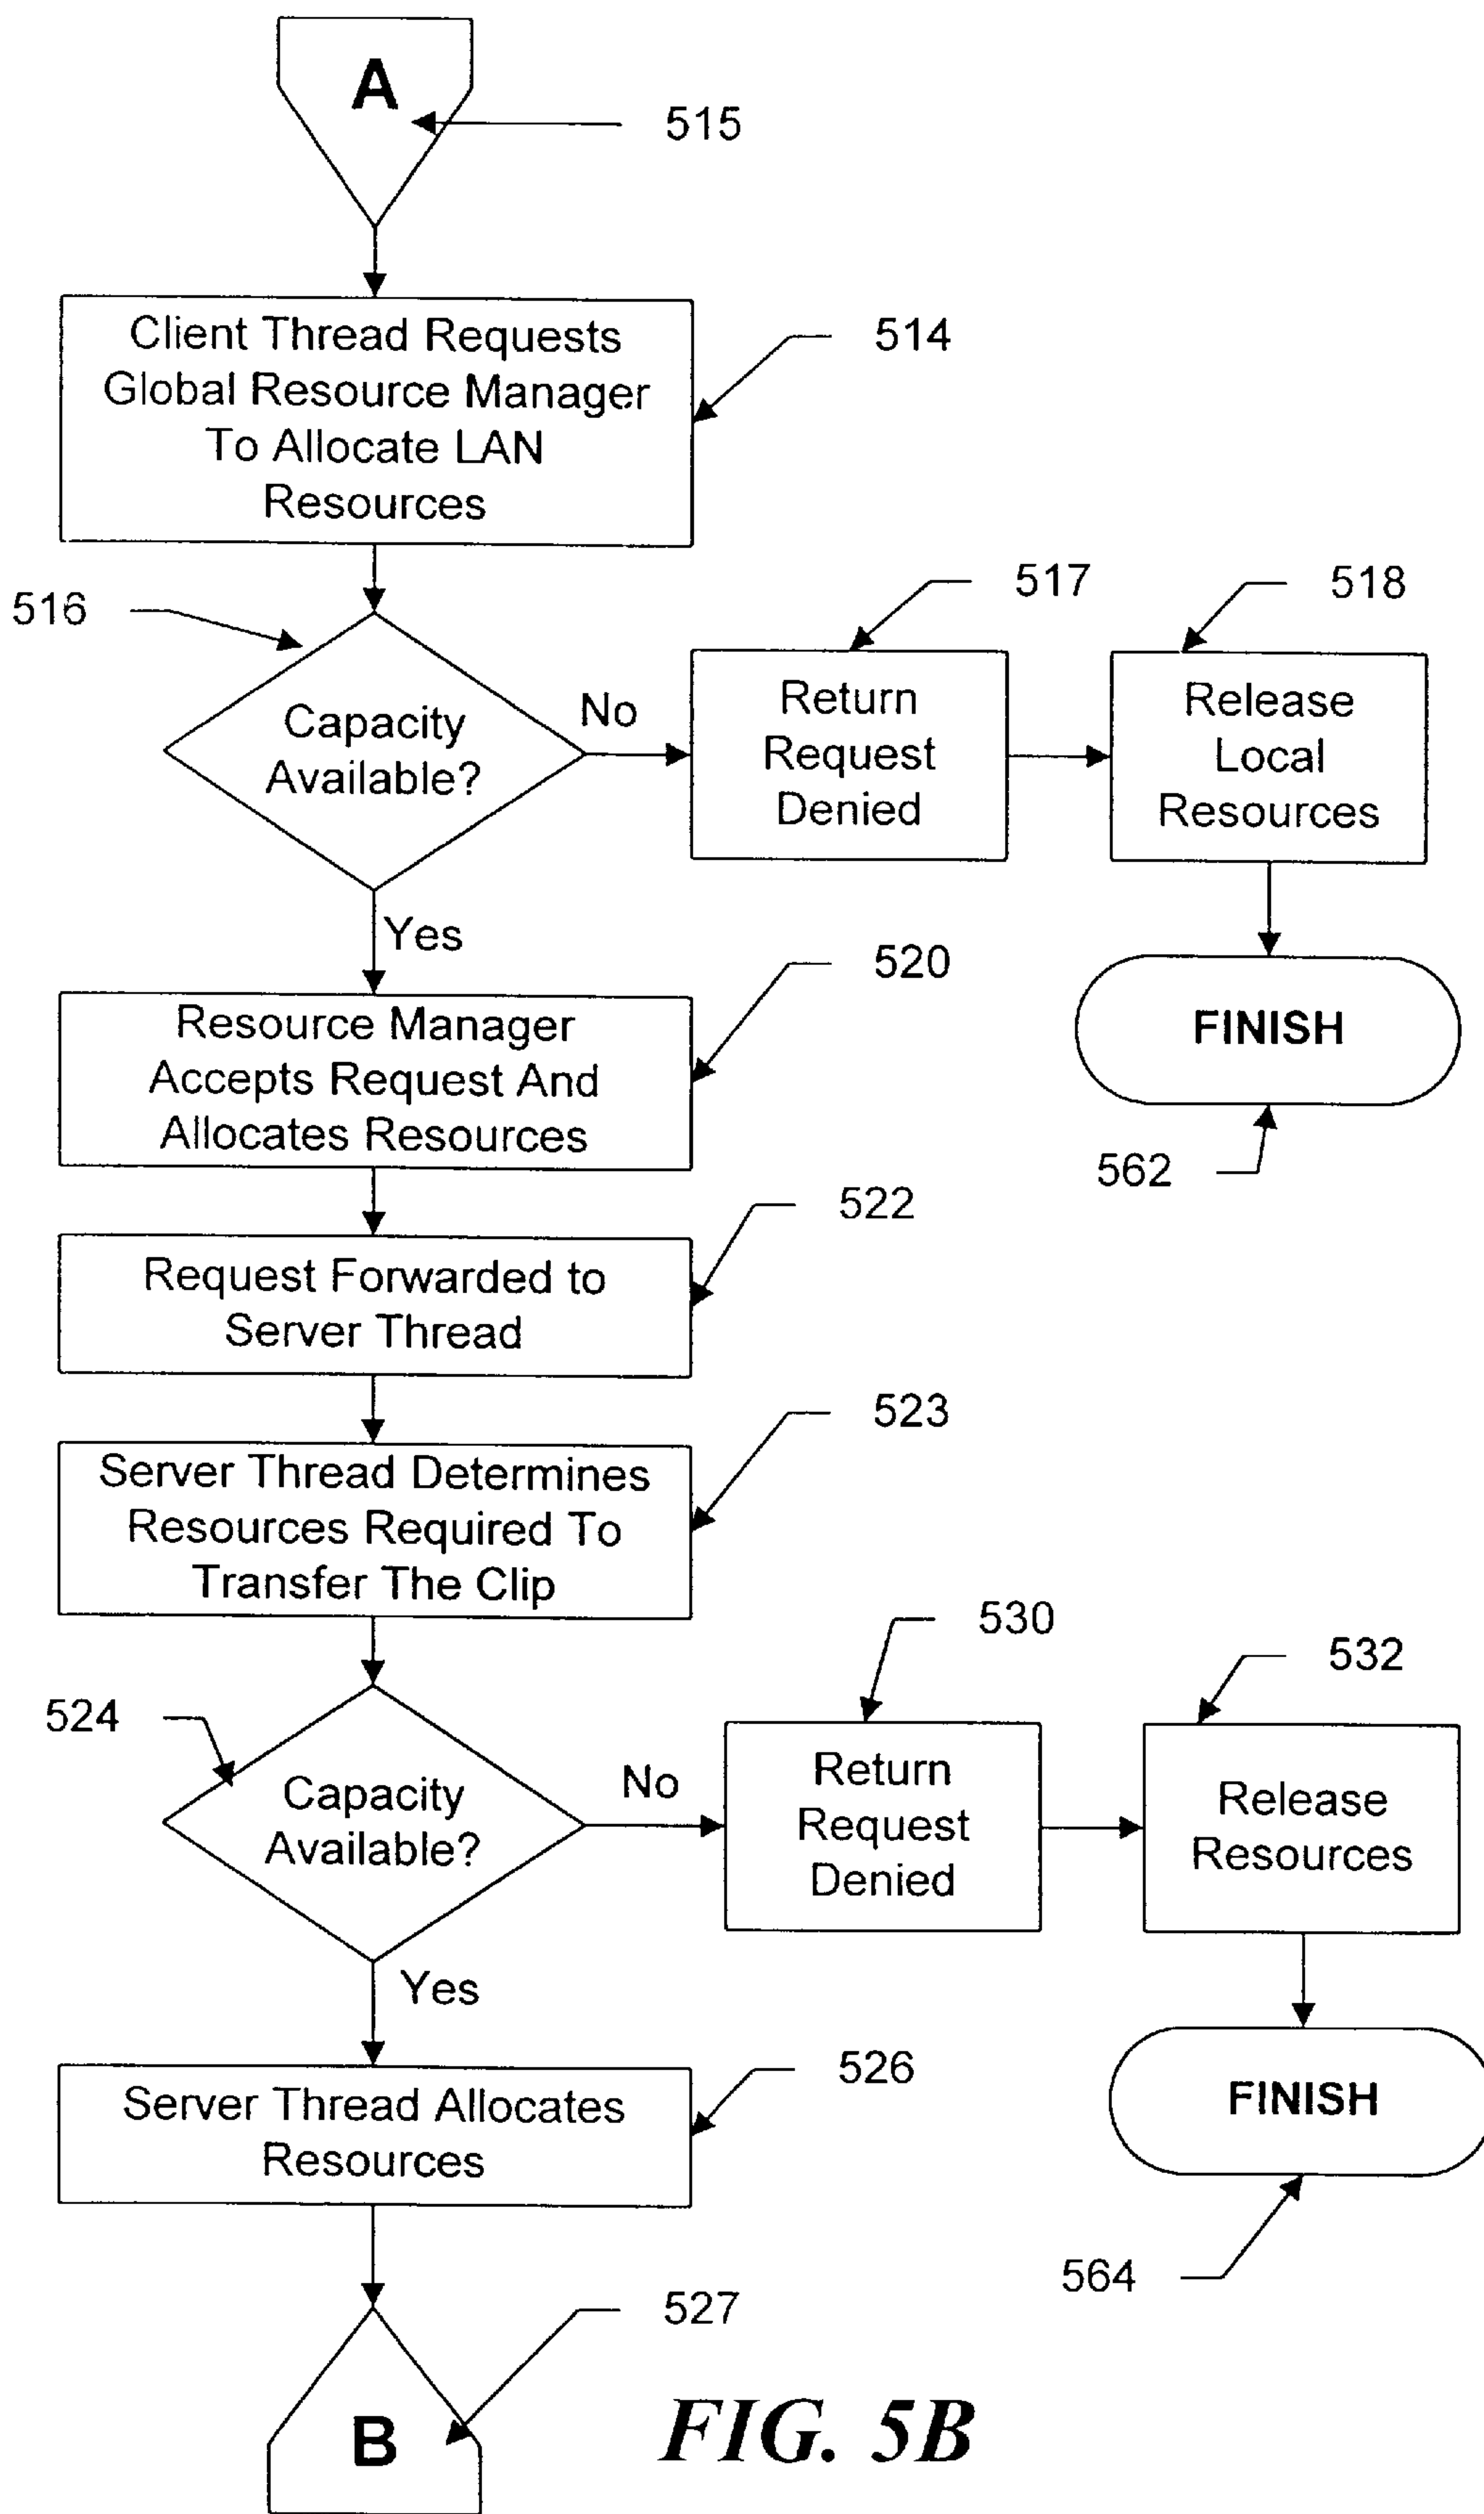 A
515
Client Thread Requests
Global Resource Manager
To Allocate LAN
Resources
514
516
Capacity
Available?
No
517
Return
Request
Denied
518
Release
Local
Resources
Yes
520
Resource Manager
Accepts Request And
Allocates Resources
FINISH
562
522
Request Forwarded to
Server Thread
523
Server Thread Determines
Resources Required To
Transfer The Clip
524
Capacity
Available?
No
530
Return
Request
Denied
532
Release
Resources
Yes
526
Server Thread Allocates
Resources
FINISH
564
527
B
FIG. 5B